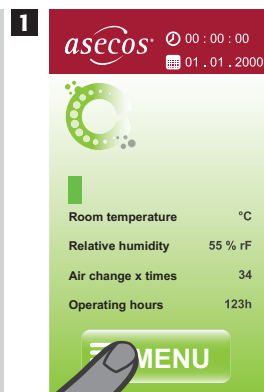 1
asecos
00 : 00 : 00
01 . 01 . 2000
Room temperature °C
Relative humidity 55 % rF
Air change x times 34
Operating hours 123h
MENU